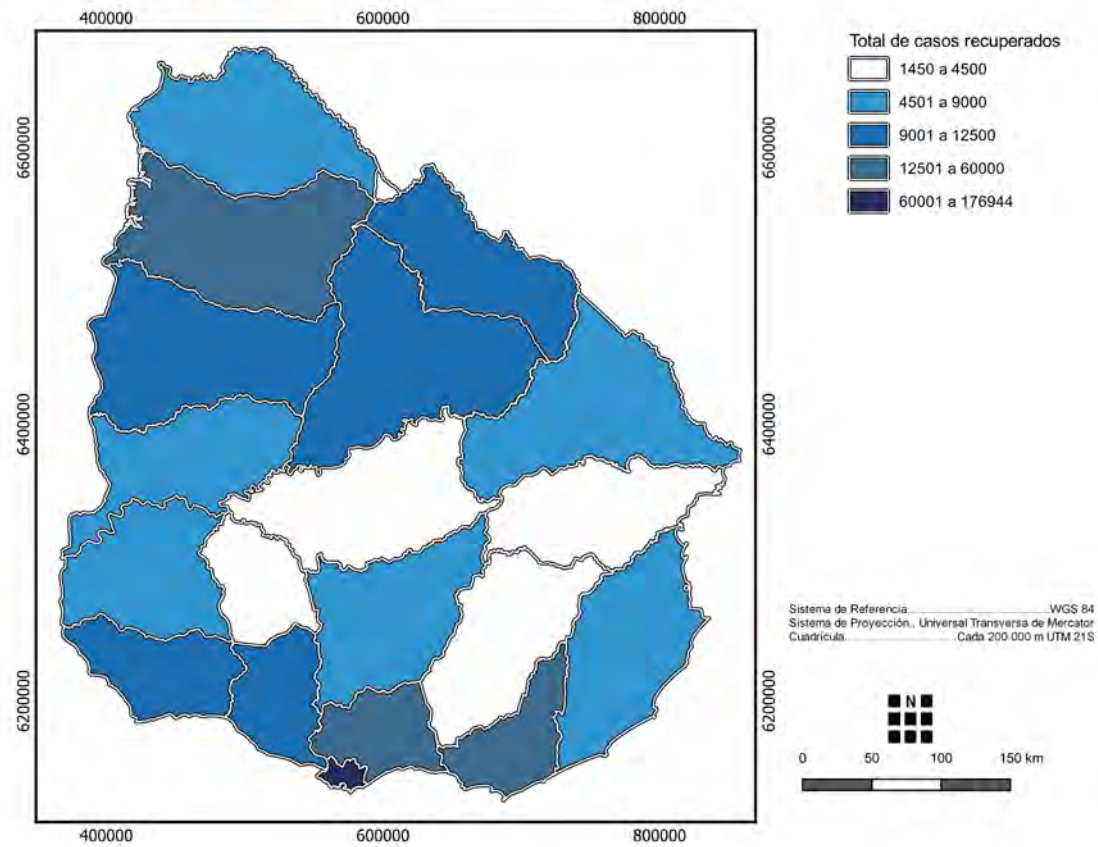 400000 600000 800000
6600000 6600000
6400000 6400000
6200000 6200000
400000 600000 800000
Total de casos recuperados
1450 a 4500
4501 a 9000
9001 a 12500
12501 a 60000
60001 a 176944
Sistema de Referencia..............................WGS 84
Sistema de Proyección.. Universal Transversa de Mercator
Cuadrícula..............................Cada 200 000 m UTM 21S
N
0 50 100 150 km